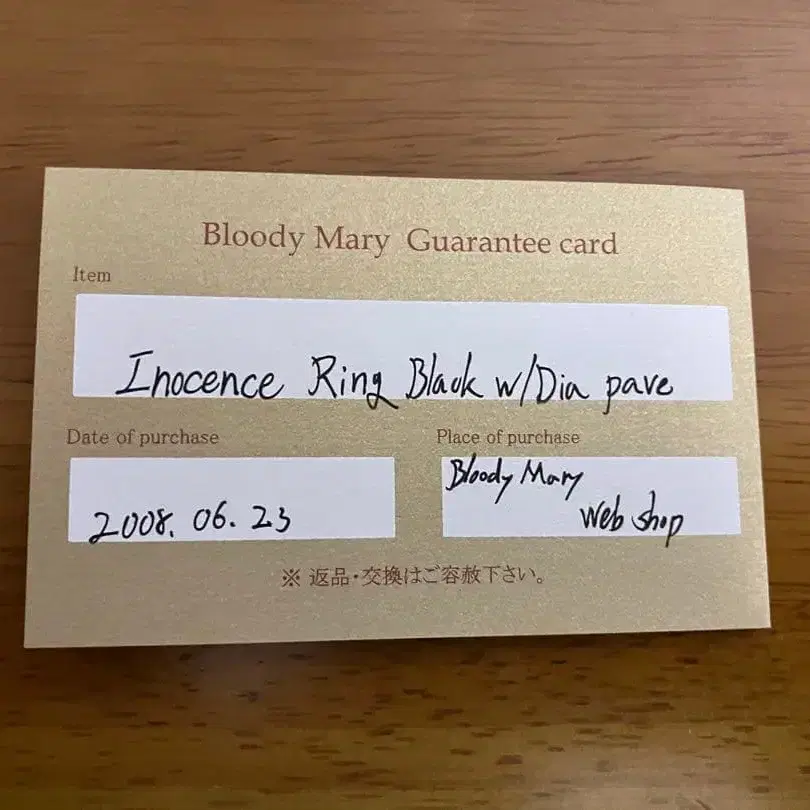 Bloody Mary Guarantee card
Item
Inocence Ring Black w/Dia pave
Date of purchase
2008. 06. 23
Place of purchase
Bloody Mary
Web shop
※ 返品・交換はご容赦下さい。